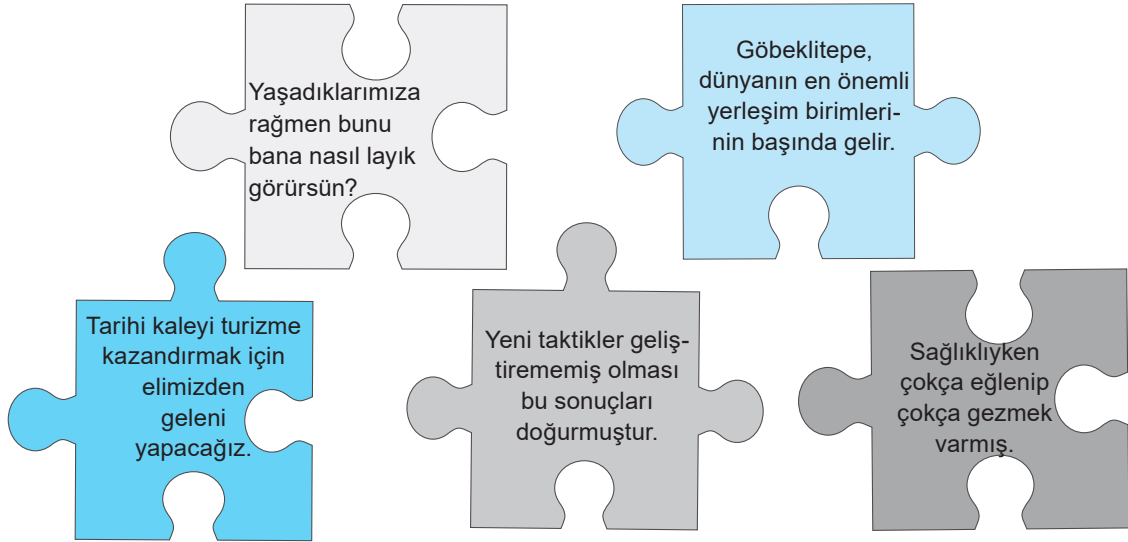 Yaşadıklarımıza
rağmen bunu
bana nasıl layık
görürsün?
Göbeklitepe,
dünyanın en önemli
yerleşim birimleri-
nin başında gelir.
Tarihi kaleyi turizme
kazandırmak için
elimizden
geleni
yapacağız.
Yeni taktikler geliş-
tirememiş olması
bu sonuçları
doğurmuştur.
Sağlıklıyken
çokça eğlenip
çokça gezmek
varmış.